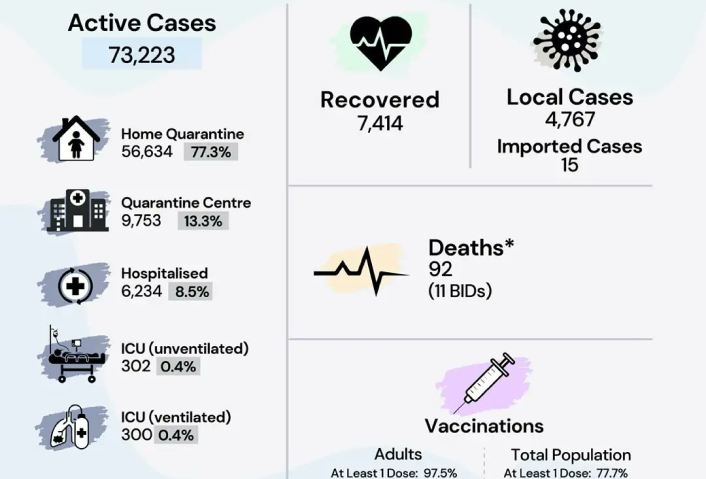 Active Cases
73,223
Home Quarantine
56,634 77.3%
Quarantine Centre
9,753 13.3%
Hospitalised
6,234 8.5%
ICU (unventilated)
302 0.4%
ICU (ventilated)
300 0.4%
Recovered
7,414
Local Cases
4,767
Imported Cases
15
Deaths*
92
(11 BIDs)
Vaccinations
Adults
At Least 1 Dose: 97.5%
Total Population
At Least 1 Dose: 77.7%